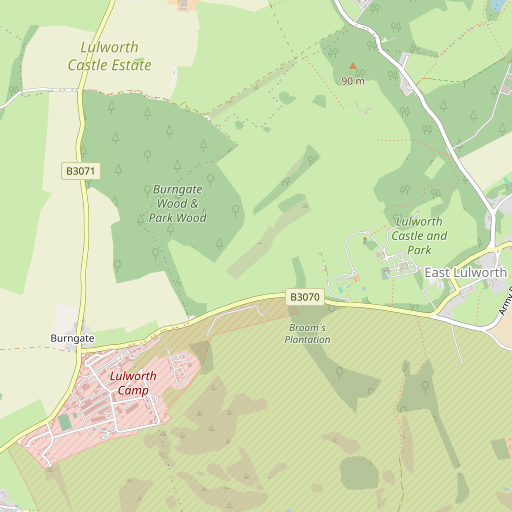 Lulworth
Castle Estate
90 m
B3071
Burngate
Wood &
Park Wood
Lulworth
Castle and
Park
East Lulworth
B3070
Army R
Broom s
Plantation
Burngate
Lulworth
Camp